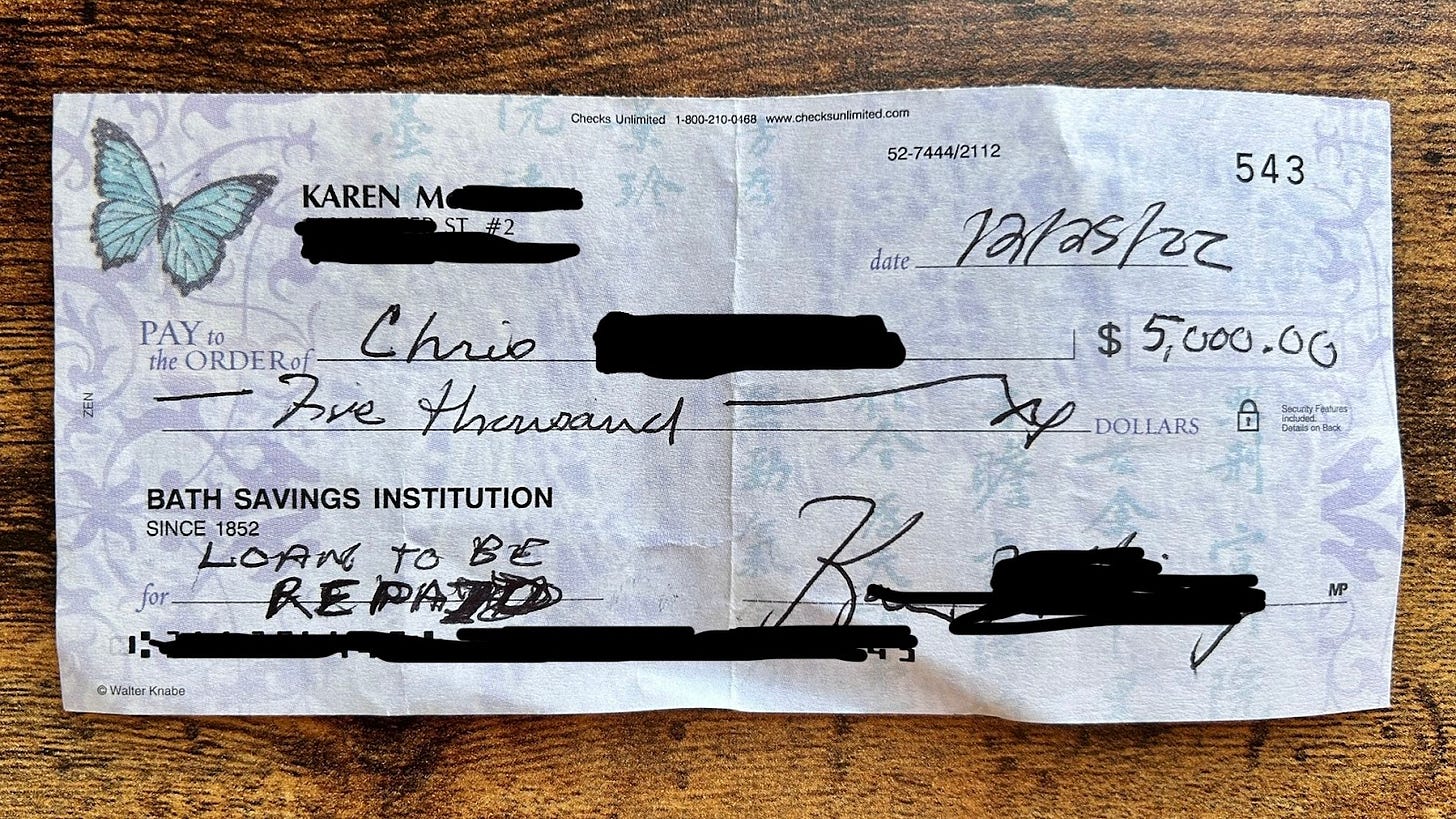 Checks Unlimited 1-800-210-0468 www.checksunlimited.com
52-7444/2112
543
KAREN M
ST #2
date 12/25/22
PAY to
the ORDER of Chris $ 5,000.00
Five thousand DOLLARS
Security Features
Included.
Details on Back
ZEN
BATH SAVINGS INSTITUTION
SINCE 1852
LOAN TO BE
for REPAID
MP
© Walter Knabe